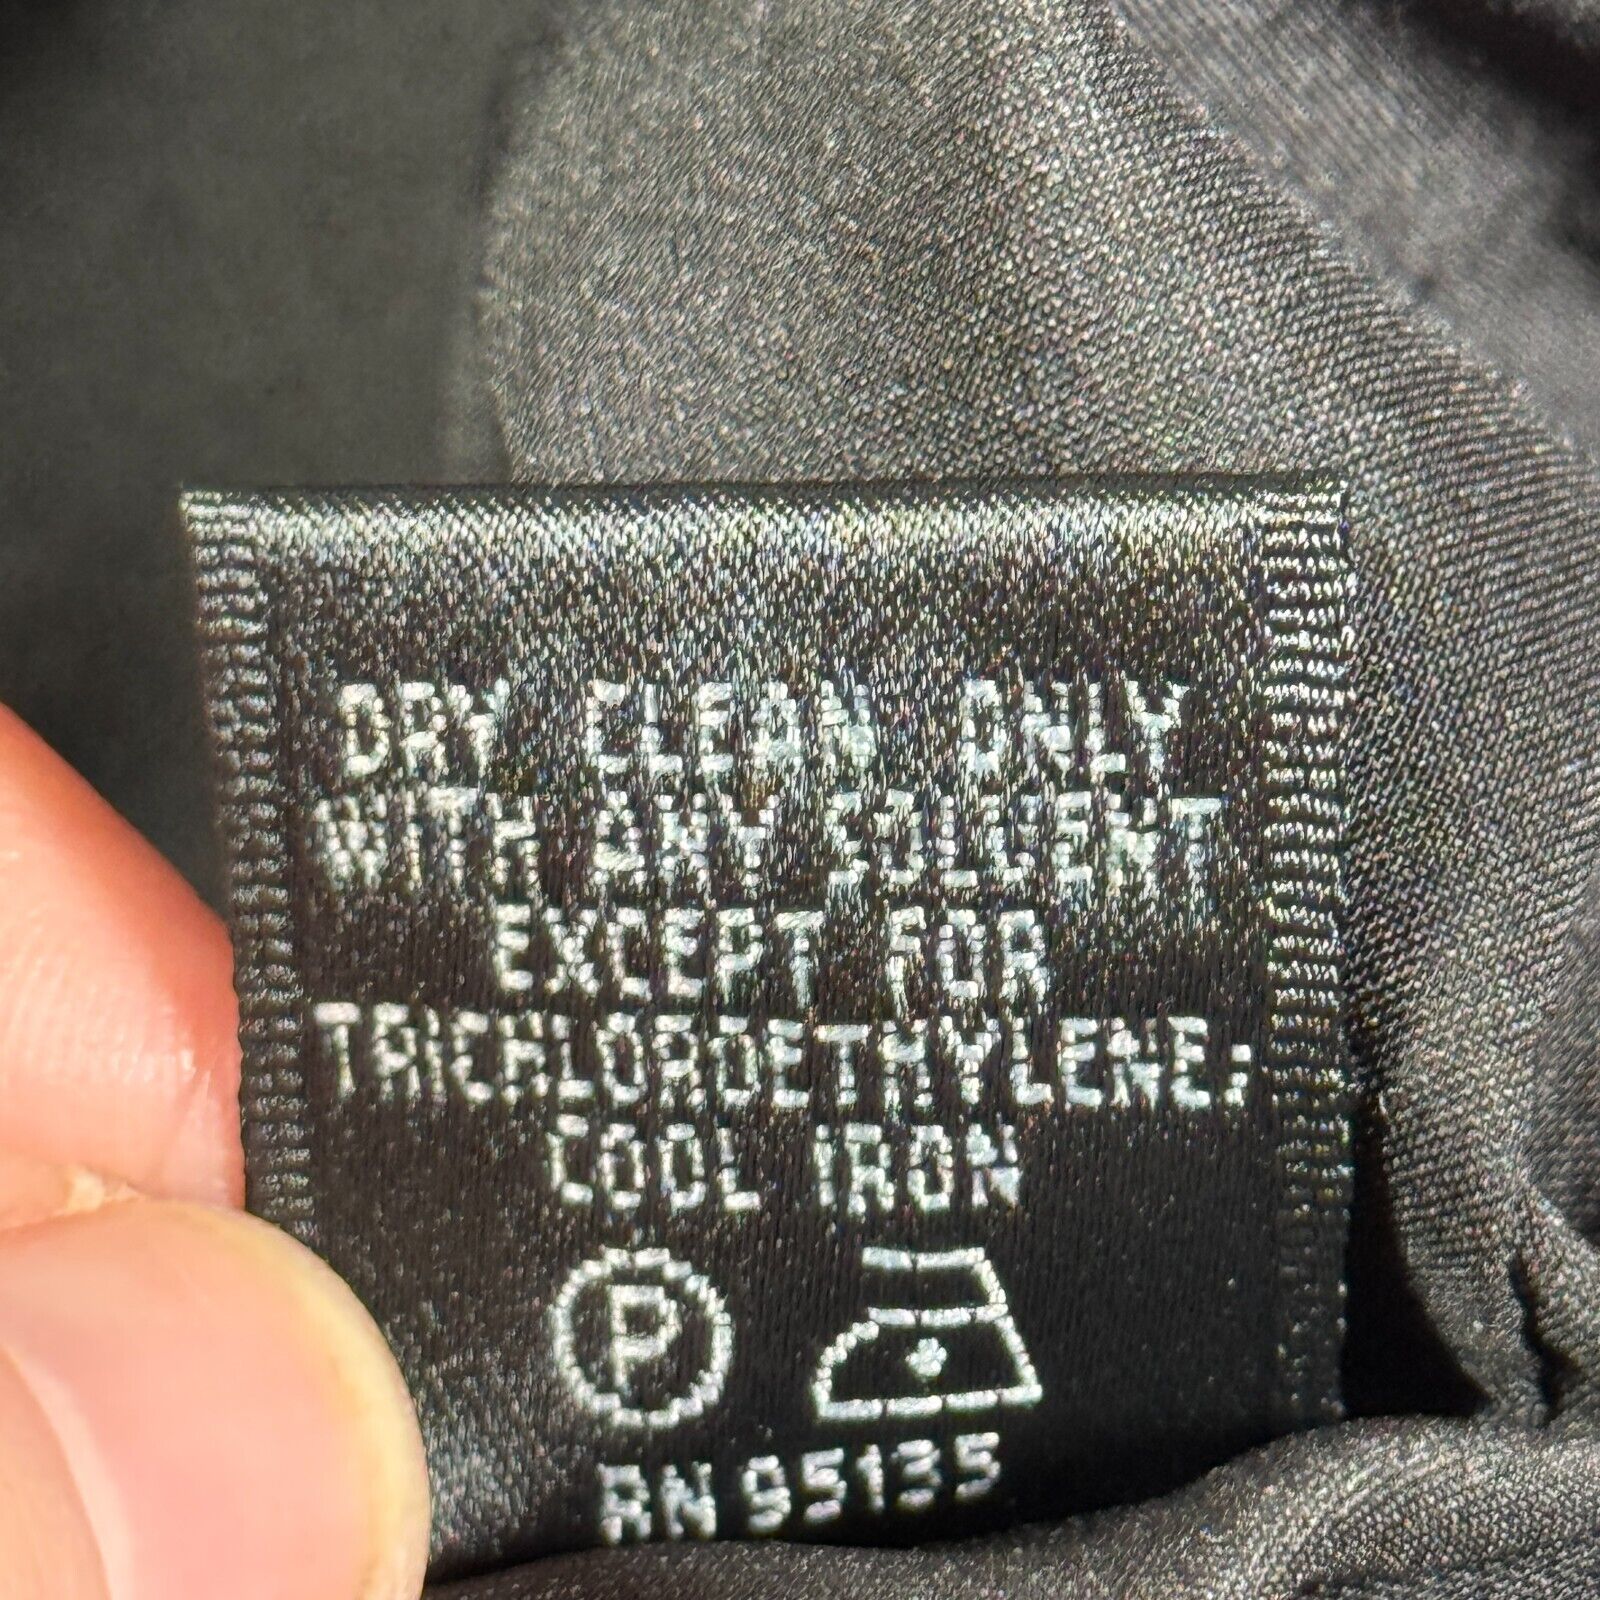 DRY CLEAN ONLY
WITH ANY SOLVENT
EXCEPT FOR
TRICHLOROETHYLENE;
COOL IRON
P
RN 95135